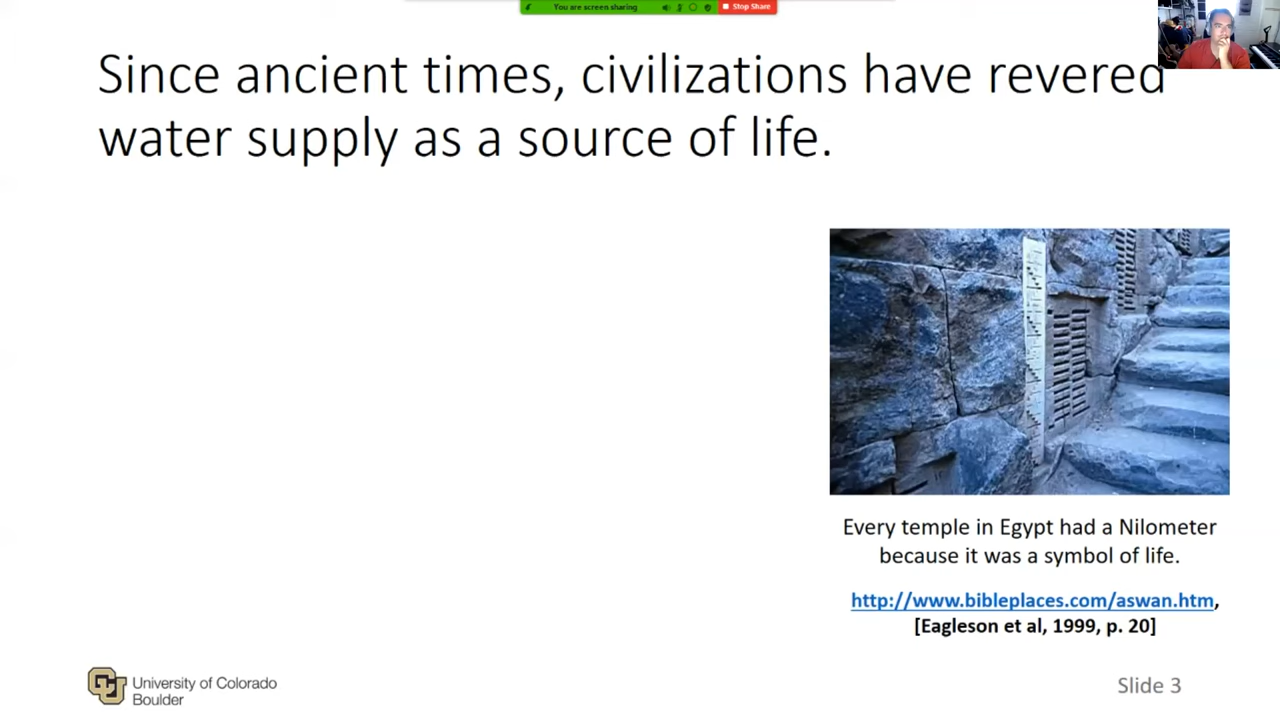 You are screen sharing
Stop Share
Since ancient times, civilizations have revered
water supply as a source of life.
Every temple in Egypt had a Nilometer
because it was a symbol of life.
http://www.bibleplaces.com/aswan.htm,
[Eagleson et al, 1999, p. 20]
University of Colorado
Boulder
Slide 3